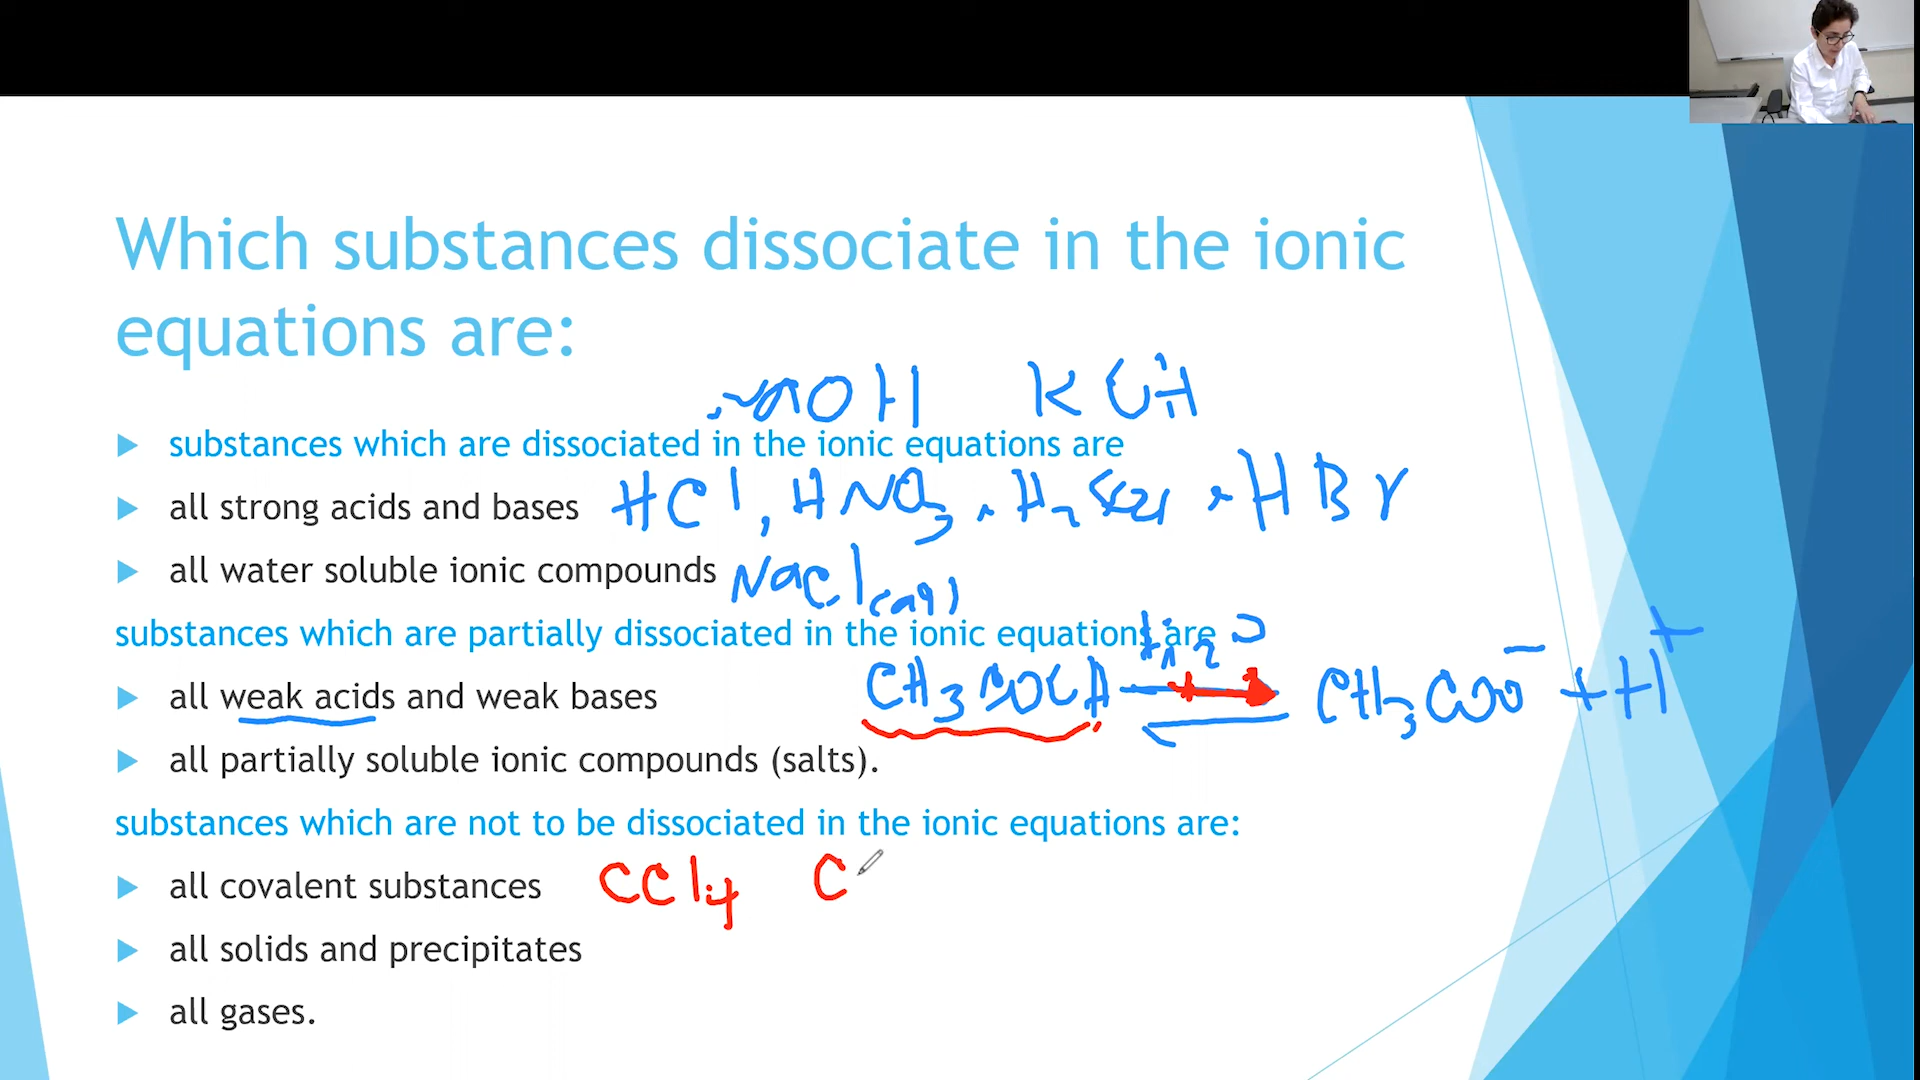 Which substances dissociate in the ionic
equations are:
NaOH KOH
substances which are dissociated in the ionic equations are
all strong acids and bases HCl, HNO3, H2SO4, HBr
all water soluble ionic compounds NaCl(aq)
substances which are partially dissociated in the ionic equations are H2O
all weak acids and weak bases CH3COOH ⇌ CH3COO⁻ + H⁺
all partially soluble ionic compounds (salts).
substances which are not to be dissociated in the ionic equations are:
all covalent substances CCl4 C
all solids and precipitates
all gases.